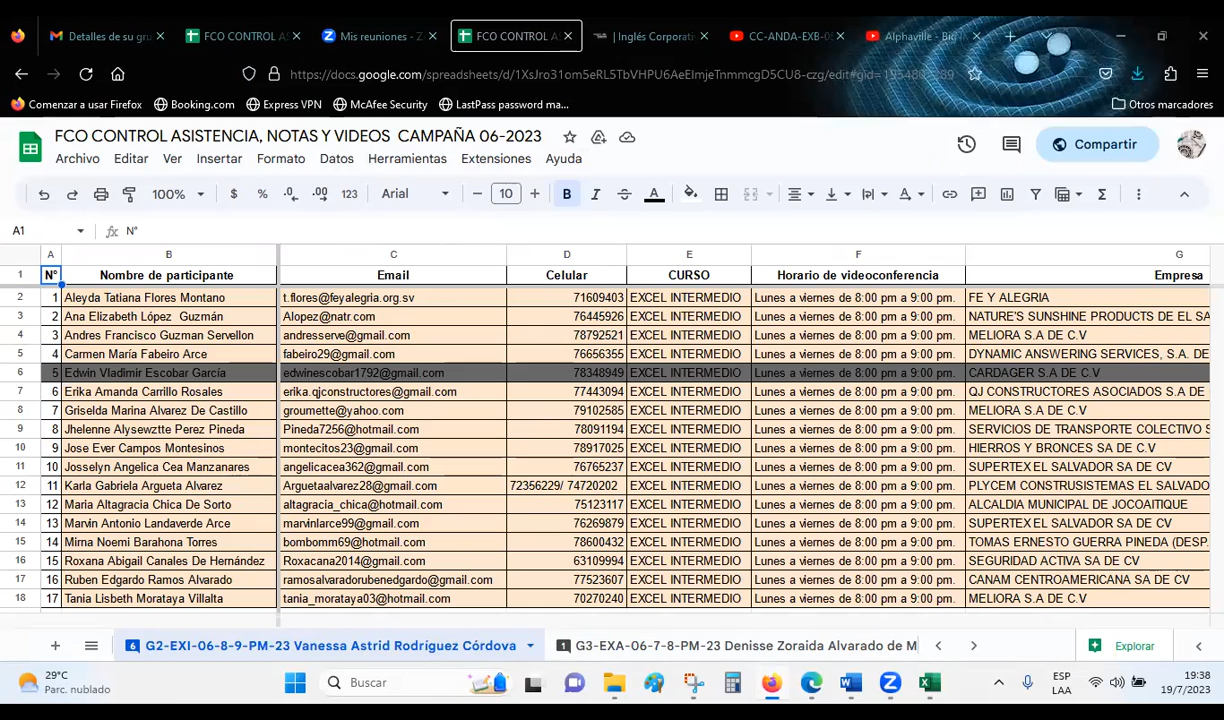 Detalles de su gru
FCO CONTROL AS
Mis reuniones - Z
FCO CONTROL A
| Inglés Corporati
CC-ANDA-EXB-0
Alphaville - Big
https://docs.google.com/spreadsheets/d/1XsJro31om5eRL5TbVHPU6AeEImjeTnmmcgD5CU8-czg/edit#gid=
Comenzar a usar Firefox
Booking.com
Express VPN
McAfee Security
LastPass password ma...
Otros marcadores
FCO CONTROL ASISTENCIA, NOTAS Y VIDEOS CAMPAÑA 06-2023
Archivo Editar Ver Insertar Formato Datos Herramientas Extensiones Ayuda
Compartir
100% $ % .0 .00 123 Arial 10 B I A
A1 fx N°
A B C D E F G
1 N° Nombre de participante Email Celular CURSO Horario de videoconferencia Empresa
2 1 Aleyda Tatiana Flores Montano t.flores@feyalegria.org.sv 71609403 EXCEL INTERMEDIO Lunes a viernes de 8:00 pm a 9:00 pm. FE Y ALEGRIA
3 2 Ana Elizabeth López Guzmán Alopez@natr.com 76445926 EXCEL INTERMEDIO Lunes a viernes de 8:00 pm a 9:00 pm. NATURE'S SUNSHINE PRODUCTS DE EL SA
4 3 Andres Francisco Guzman Servellon andresserve@gmail.com 78792521 EXCEL INTERMEDIO Lunes a viernes de 8:00 pm a 9:00 pm. MELIORA S.A DE C.V
5 4 Carmen María Fabeiro Arce fabeiro29@gmail.com 76656355 EXCEL INTERMEDIO Lunes a viernes de 8:00 pm a 9:00 pm. DYNAMIC ANSWERING SERVICES, S.A. DE
6 5 Edwin Vladimir Escobar García edwinescobar1792@gmail.com 78348949 EXCEL INTERMEDIO Lunes a viernes de 8:00 pm a 9:00 pm. CARDAGER S.A DE C.V
7 6 Erika Amanda Carrillo Rosales erika.qjconstructores@gmail.com 77443094 EXCEL INTERMEDIO Lunes a viernes de 8:00 pm a 9:00 pm. QJ CONSTRUCTORES ASOCIADOS S.A DE
8 7 Griselda Marina Alvarez De Castillo groumette@yahoo.com 79102585 EXCEL INTERMEDIO Lunes a viernes de 8:00 pm a 9:00 pm. MELIORA S.A DE C.V
9 8 Jhelenne Alysewztte Perez Pineda Pineda7256@hotmail.com 78091194 EXCEL INTERMEDIO Lunes a viernes de 8:00 pm a 9:00 pm. SERVICIOS DE TRANSPORTE COLECTIVO S
10 9 Jose Ever Campos Montesinos montecitos23@gmail.com 78917025 EXCEL INTERMEDIO Lunes a viernes de 8:00 pm a 9:00 pm. HIERROS Y BRONCES SA DE C.V
11 10 Josselyn Angelica Cea Manzanares angelicacea362@gmail.com 76765237 EXCEL INTERMEDIO Lunes a viernes de 8:00 pm a 9:00 pm. SUPERTEX EL SALVADOR SA DE CV
12 11 Karla Gabriela Argueta Alvarez Arguetaalvarez28@gmail.com 72356229/ 74720202 EXCEL INTERMEDIO Lunes a viernes de 8:00 pm a 9:00 pm. PLYCEM CONSTRUSISTEMAS EL SALVADO
13 12 Maria Altagracia Chica De Sorto altagracia_chica@hotmail.com 75123117 EXCEL INTERMEDIO Lunes a viernes de 8:00 pm a 9:00 pm. ALCALDIA MUNICIPAL DE JOCOAITIQUE
14 13 Marvin Antonio Landaverde Arce marvinlarce99@gmail.com 76269879 EXCEL INTERMEDIO Lunes a viernes de 8:00 pm a 9:00 pm. SUPERTEX EL SALVADOR SA DE CV
15 14 Mirna Noemi Barahona Torres bombomm69@hotmail.com 78600432 EXCEL INTERMEDIO Lunes a viernes de 8:00 pm a 9:00 pm. TOMAS ERNESTO GUERRA PINEDA (DESP.
16 15 Roxana Abigail Canales De Hernández Roxacana2014@gmail.com 63109994 EXCEL INTERMEDIO Lunes a viernes de 8:00 pm a 9:00 pm. SEGURIDAD ACTIVA SA DE CV
17 16 Ruben Edgardo Ramos Alvarado ramosalvaradorubenedgardo@gmail.com 77523607 EXCEL INTERMEDIO Lunes a viernes de 8:00 pm a 9:00 pm. CANAM CENTROAMERICANA SA DE CV
18 17 Tania Lisbeth Morataya Villalta tania_morataya03@hotmail.com 70270240 EXCEL INTERMEDIO Lunes a viernes de 8:00 pm a 9:00 pm. MELIORA S.A DE C.V
6 G2-EXI-06-8-9-PM-23 Vanessa Astrid Rodríguez Córdova
1 G3-EXA-06-7-8-PM-23 Denisse Zoraida Alvarado de M
Explorar
29°C
Parc. nublado
Buscar
ESP
LAA
19:38
19/7/2023